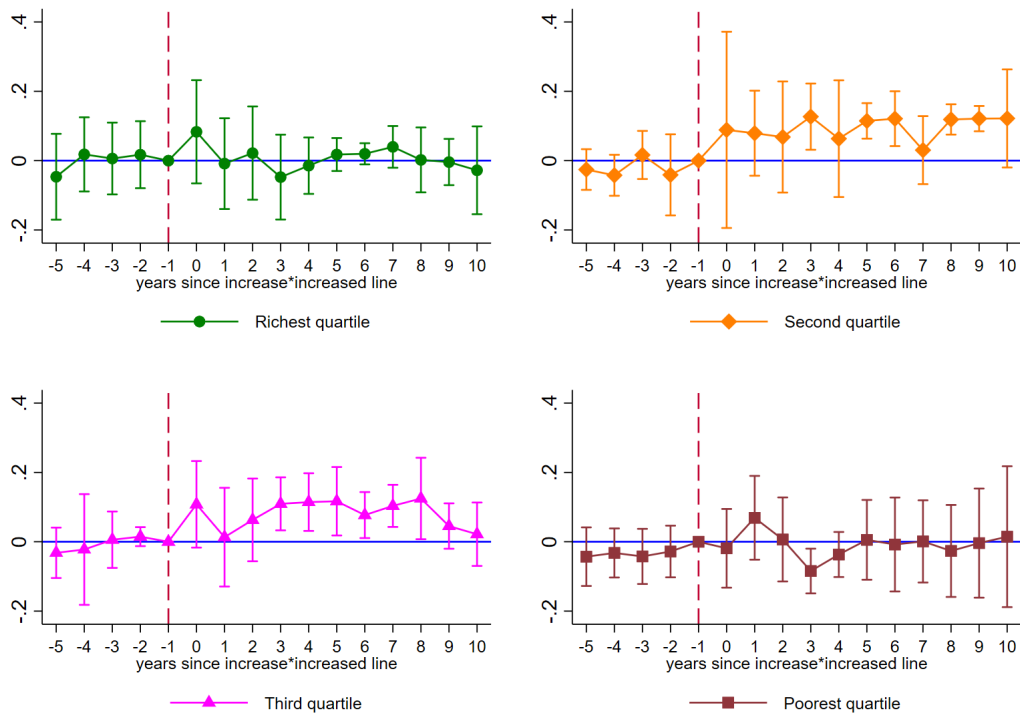 .4
.2
0
-.2
-5 -4 -3 -2 -1 0 1 2 3 4 5 6 7 8 9 10
years since increase*increased line
Richest quartile
.4
.2
0
-.2
-5 -4 -3 -2 -1 0 1 2 3 4 5 6 7 8 9 10
years since increase*increased line
Second quartile
.4
.2
0
-.2
-5 -4 -3 -2 -1 0 1 2 3 4 5 6 7 8 9 10
years since increase*increased line
Third quartile
.4
.2
0
-.2
-5 -4 -3 -2 -1 0 1 2 3 4 5 6 7 8 9 10
years since increase*increased line
Poorest quartile